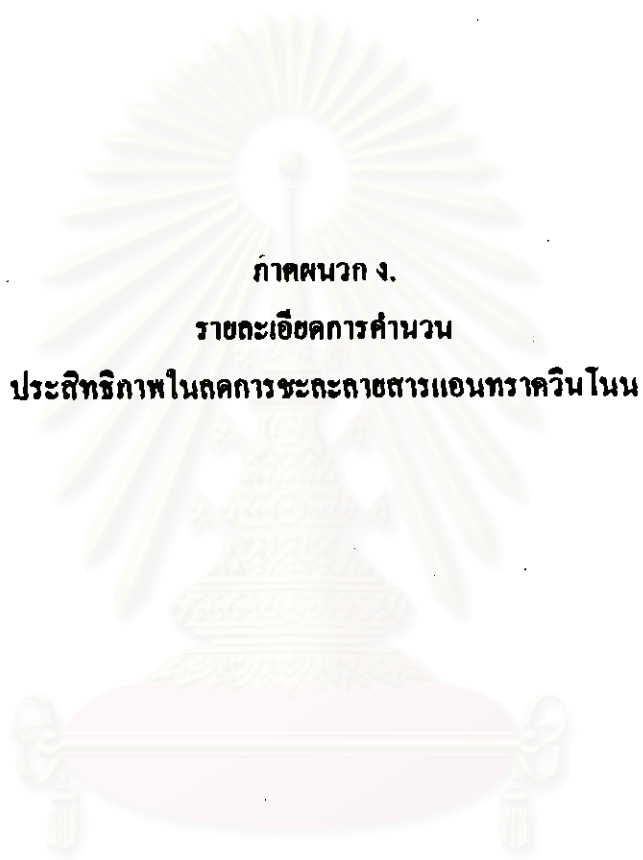 ภาคผนวก ง.
รายละเอียดการคำนวน
ประสิทธิภาพในลดการชะละลายสารแอนทราควินโนน